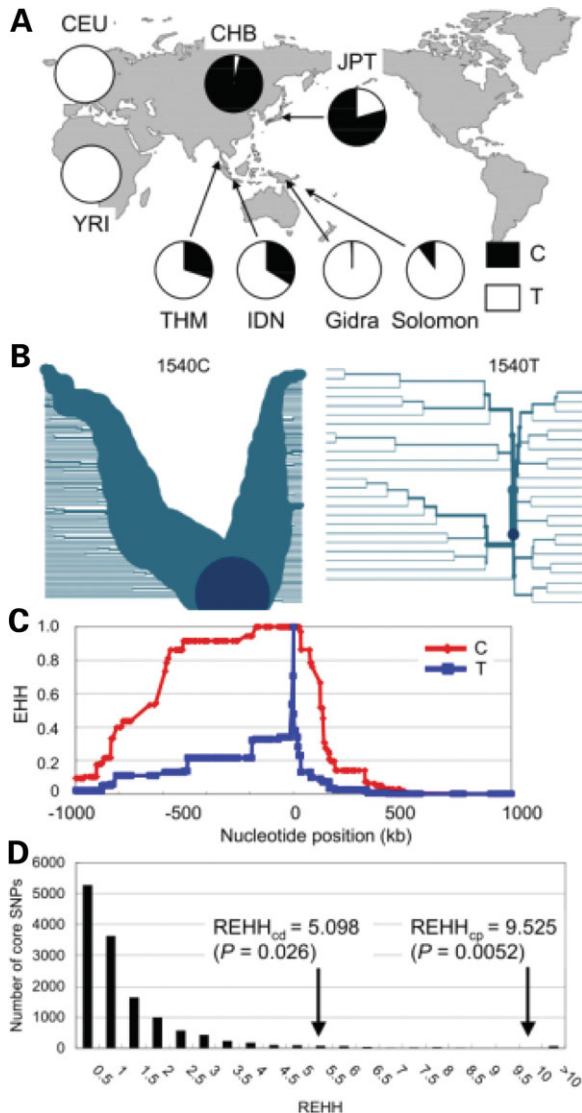 A
CEU
CHB
JPT
YRI
THM
IDN
Gidra
Solomon
C
T
B
1540C
1540T
C
1.0
0.8
0.6
0.4
0.2
0
EHH
C
T
-1000
-500
0
500
1000
Nucleotide position (kb)
D
6000
5000
4000
3000
2000
1000
0
Number of core SNPs
REHHcd = 5.098
(P = 0.026)
REHHcp = 9.525
(P = 0.0052)
0.5
1
1.5
2
2.5
3
3.5
4
4.5
5
5.5
6
6.5
7
7.5
8
8.5
9
9.5
10
>10
REHH